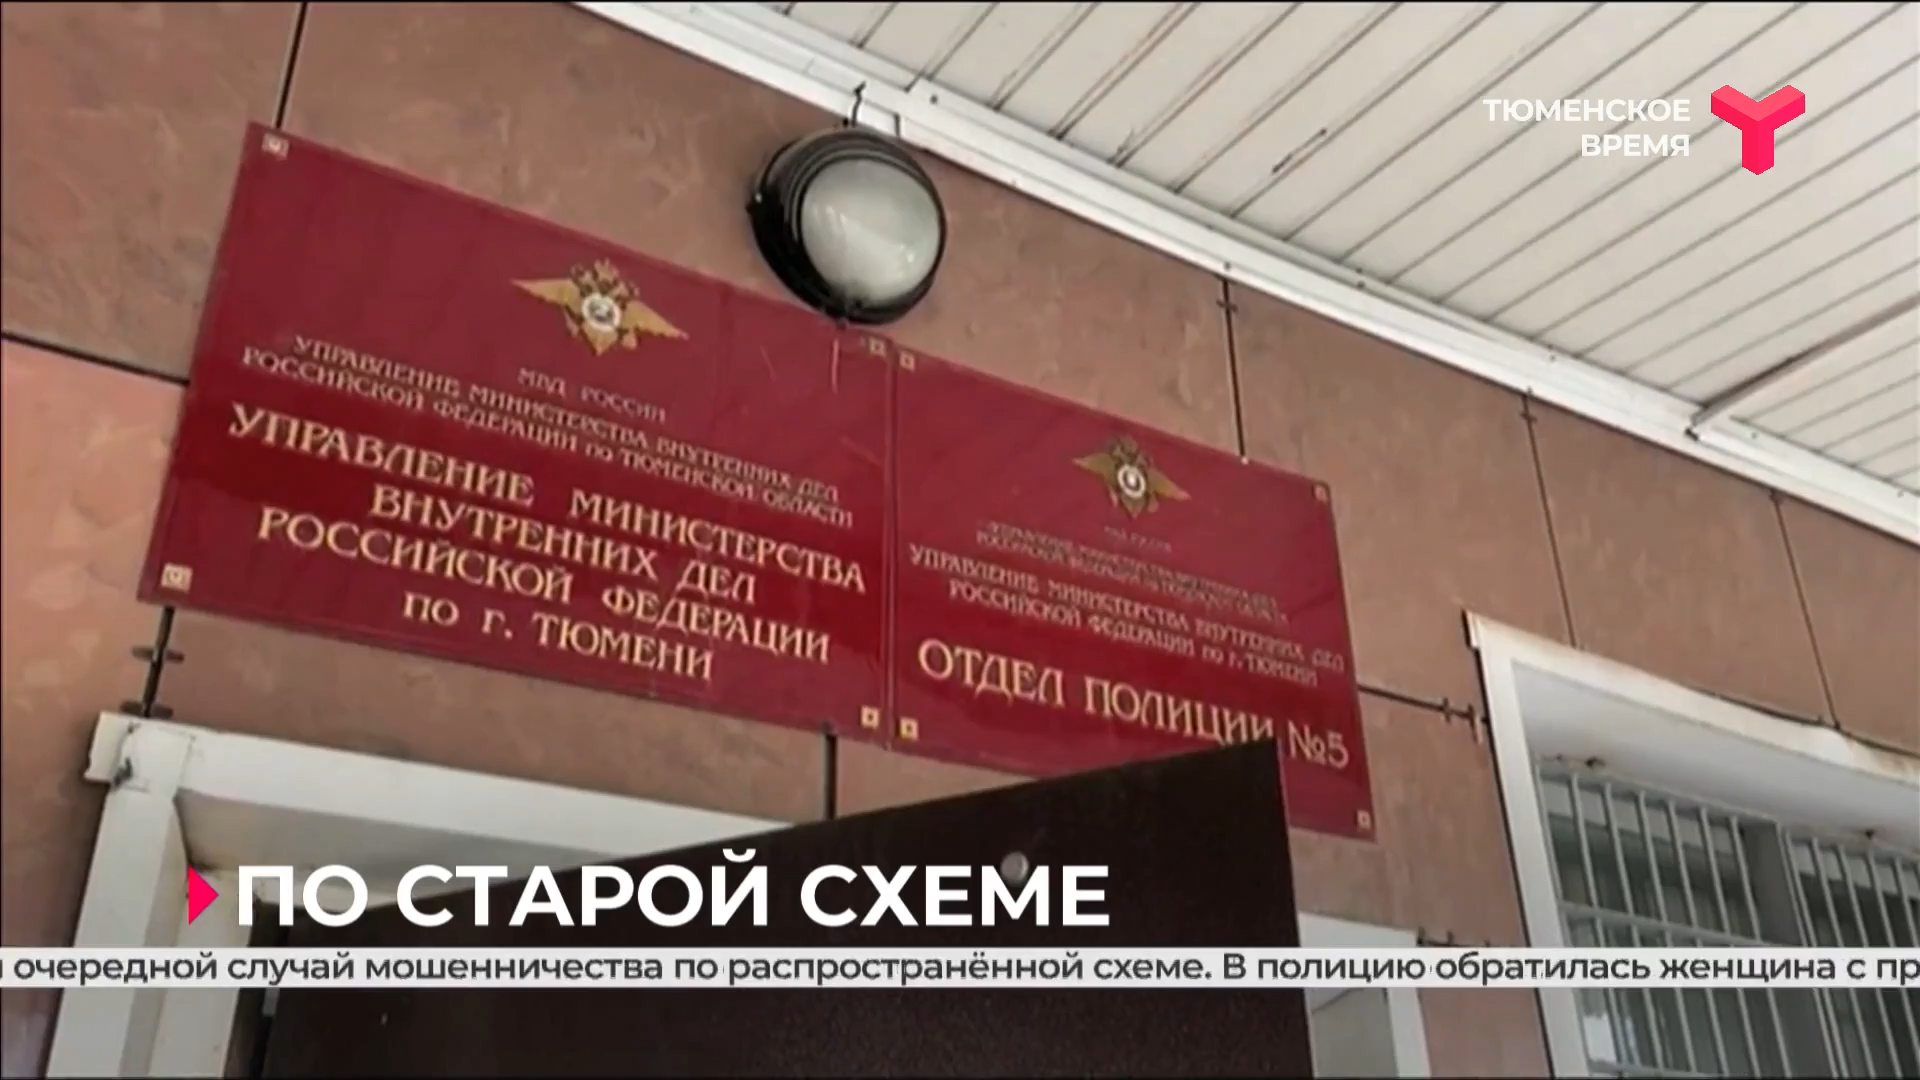 ТЮМЕНСКОЕ
ВРЕМЯ
МВД РОССИИ
УПРАВЛЕНИЕ МИНИСТЕРСТВА ВНУТРЕННИХ ДЕЛ
РОССИЙСКОЙ ФЕДЕРАЦИИ по ТЮМЕНСКОЙ ОБЛАСТИ
УПРАВЛЕНИЕ МИНИСТЕРСТВА
ВНУТРЕННИХ ДЕЛ
РОССИЙСКОЙ ФЕДЕРАЦИИ
ПО г. ТЮМЕНИ
УПРАВЛЕНИЕ МИНИСТЕРСТВА ВНУТРЕННИХ ДЕЛ
РОССИЙСКОЙ ФЕДЕРАЦИИ по г. ТЮМЕНИ
ОТДЕЛ ПОЛИЦИИ №5
ПО СТАРОЙ СХЕМЕ
очередной случай мошенничества по распространённой схеме. В полицию обратилась женщина с пр